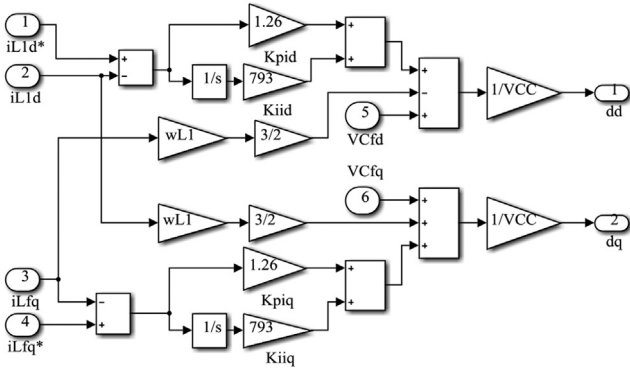 1
iL1d*
2
iL1d
+
−
1.26
Kpid
1/s
793
Kiid
+
+
+
−
+
1/VCC
1
dd
wL1
3/2
5
VCfd
VCfq
6
wL1
3/2
+
+
+
1/VCC
2
dq
3
iLfq
4
iLfq*
−
+
1.26
Kpiq
1/s
793
Kiiq
+
+